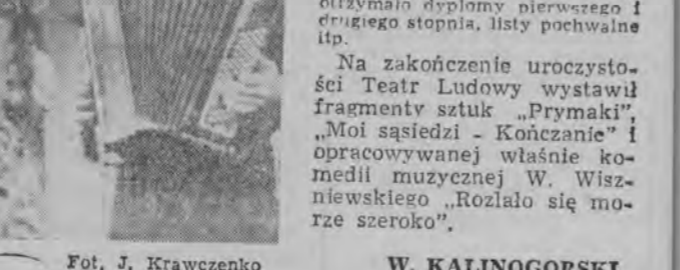 otrzymało dyplomy pierwszego i
drugiego stopnia, listy pochwalne
itp.
Na zakończenie uroczysto-
ści Teatr Ludowy wystawił
fragmenty sztuk „Prymaki”,
„Moi sąsiedzi - Kończanie” i
opracowywanej właśnie ko-
medii muzycznej W. Wisz-
niewskiego „Rozlało się mo-
rze szeroko”.
W. KALINOGORSKI
Fot. J. Krawczenko